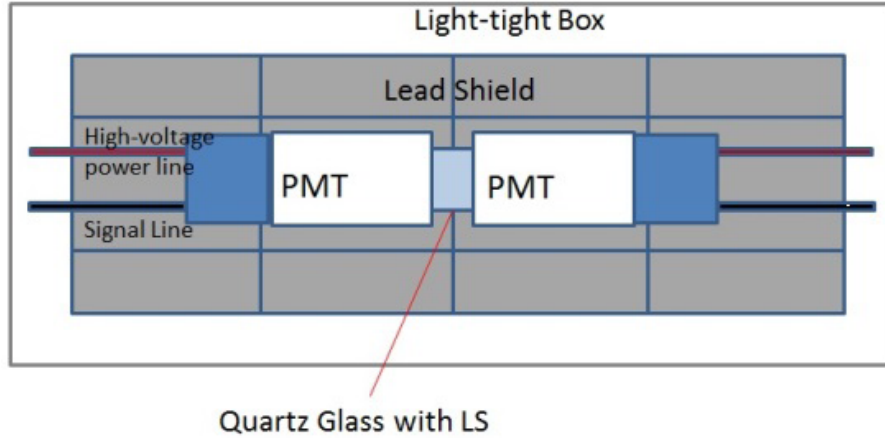 Light-tight Box
Lead Shield
High-voltage
power line
PMT
PMT
Signal Line
Quartz Glass with LS